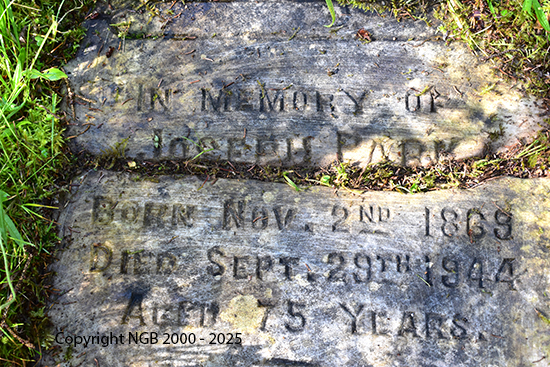 IN MEMORY OF
JOSEPH PARK
BORN NOV. 2ND 1869
DIED SEPT. 29TH 1944
AGED 75 YEARS.
Copyright NGB 2000 - 2025